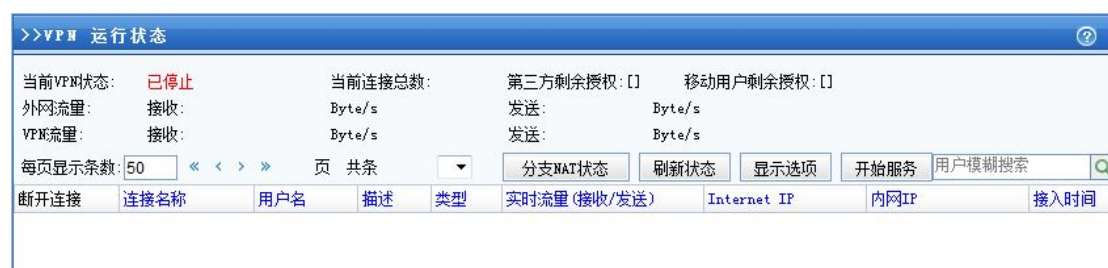 >>VPN 运行状态
当前VPN状态: 已停止 当前连接总数: 第三方剩余授权:[] 移动用户剩余授权:[]
外网流量: 接收: Byte/s 发送: Byte/s
VPN流量: 接收: Byte/s 发送: Byte/s
每页显示条数: 50 « < > » 页 共条 分支NAT状态 刷新状态 显示选项 开始服务 用户模糊搜索
断开连接 连接名称 用户名 描述 类型 实时流量(接收/发送) Internet IP 内网IP 接入时间